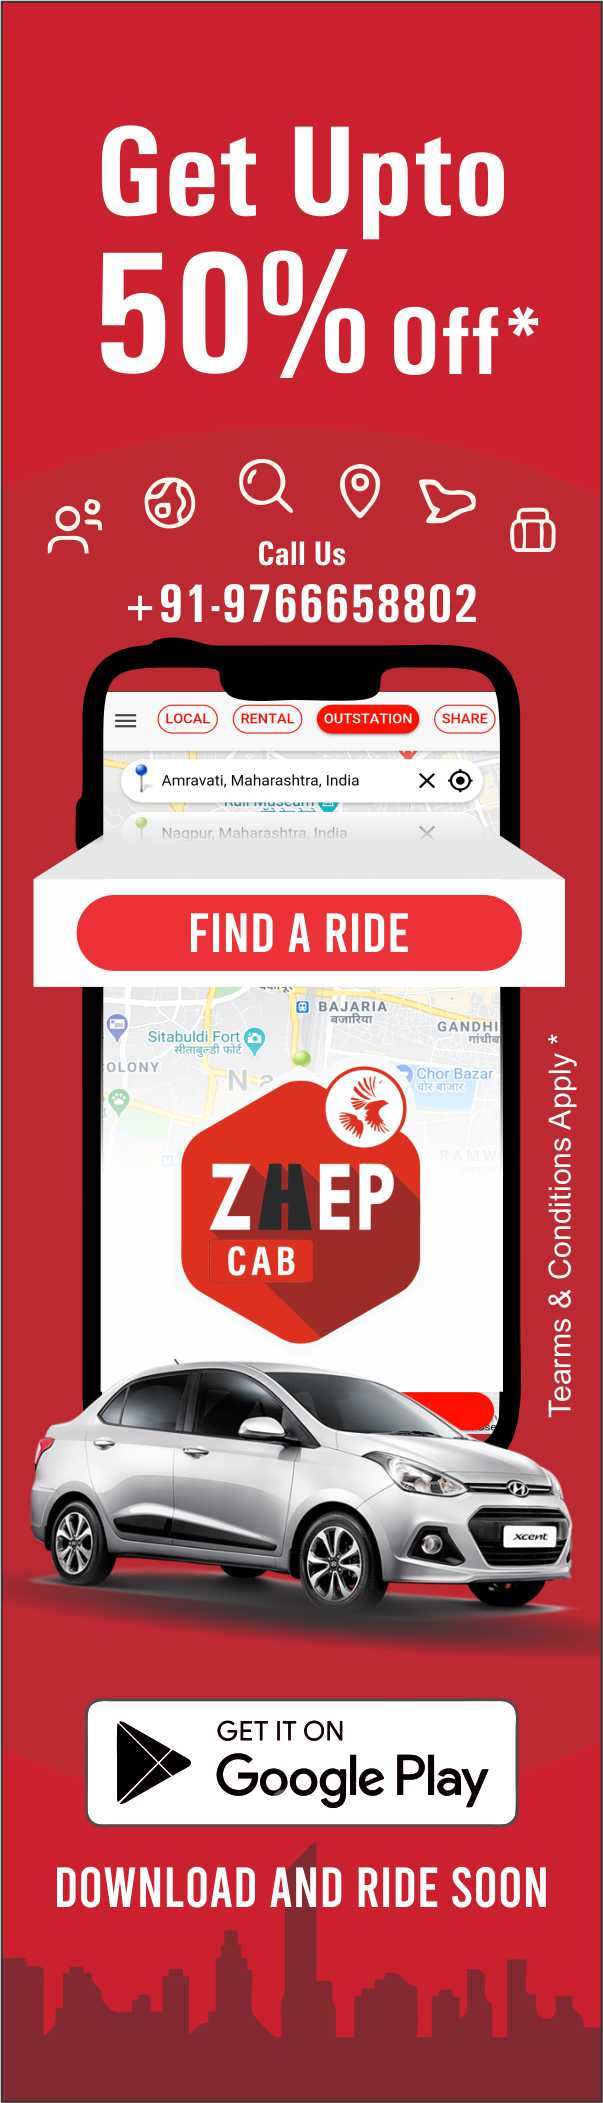 Get Upto
50% Off*
Call Us
+91-9766658802
LOCAL RENTAL OUTSTATION SHARE
Amravati, Maharashtra, India
Nagpur, Maharashtra, India
FIND A RIDE
BAJARIA
बजारिया
GANDHI
Sitabuldi Fort
सीताबुल्डी फोर्ट
OLONY
Chor Bazar
चोर बाजार
Na
RAMW
ZHEP
CAB
Tearms & Conditions Apply *
xcent
GET IT ON
Google Play
DOWNLOAD AND RIDE SOON